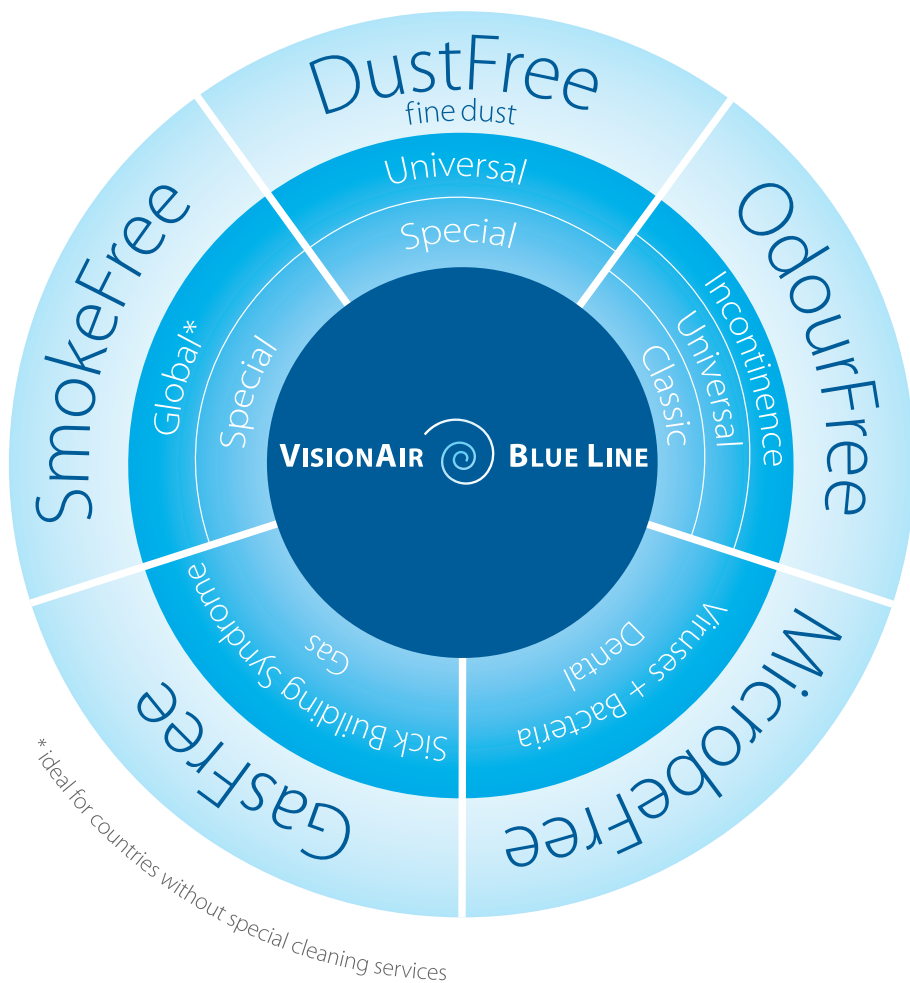 DustFree
fine dust
Universal
Special
OdourFree
Incontinence
Universal
Classic
MicrobeFree
Viruses + Bacteria
Dental
GasFree
Sick Building Syndrome
Gas
SmokeFree
Global*
Special
VISIONAIR BLUE LINE
* ideal for countries without special cleaning services